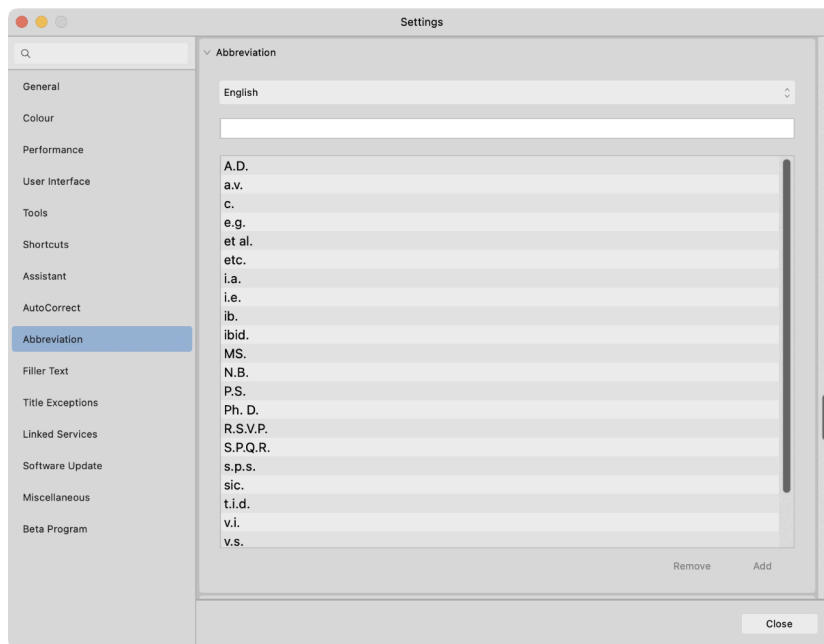 Settings
General
Colour
Performance
User Interface
Tools
Shortcuts
Assistant
AutoCorrect
Abbreviation
Filler Text
Title Exceptions
Linked Services
Software Update
Miscellaneous
Beta Program
Abbreviation
English
A.D.
a.v.
c.
e.g.
et al.
etc.
i.a.
i.e.
ib.
ibid.
MS.
N.B.
P.S.
Ph. D.
R.S.V.P.
S.P.Q.R.
s.p.s.
sic.
t.i.d.
v.i.
v.s.
Remove Add
Close